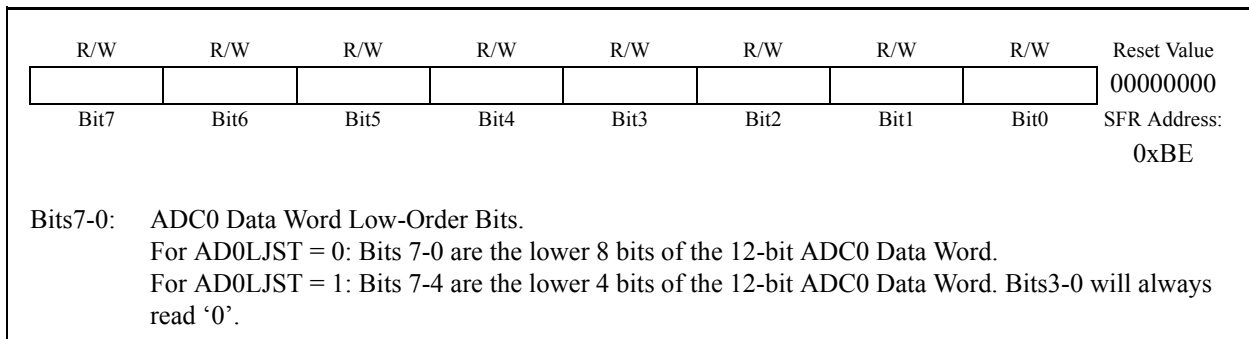 R/W R/W R/W R/W R/W R/W R/W R/W Reset Value
00000000
Bit7 Bit6 Bit5 Bit4 Bit3 Bit2 Bit1 Bit0 SFR Address:
0xBE
Bits7-0: ADC0 Data Word Low-Order Bits.
For AD0LJST = 0: Bits 7-0 are the lower 8 bits of the 12-bit ADC0 Data Word.
For AD0LJST = 1: Bits 7-4 are the lower 4 bits of the 12-bit ADC0 Data Word. Bits3-0 will always
read ‘0’.